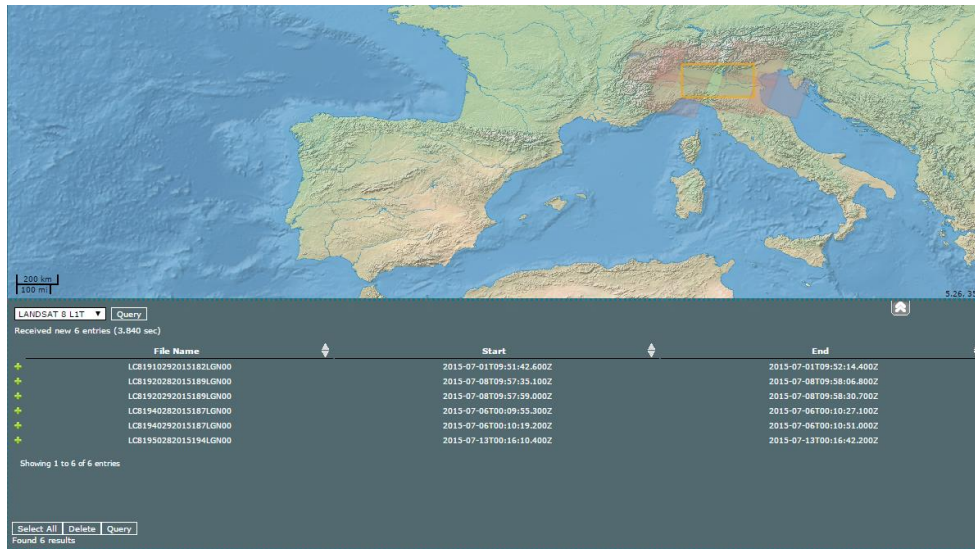 200 km
100 mi
5.26, 35
LANDSAT 8 L1T Query
Received new 6 entries (3.840 sec)
File Name Start End
LC81910292015182LGN00 2015-07-01T09:51:42.600Z 2015-07-01T09:52:14.400Z
LC81920282015189LGN00 2015-07-08T09:57:35.100Z 2015-07-08T09:58:06.800Z
LC81920292015189LGN00 2015-07-08T09:57:59.000Z 2015-07-08T09:58:30.700Z
LC81940282015187LGN00 2015-07-06T00:09:55.300Z 2015-07-06T00:10:27.100Z
LC81940292015187LGN00 2015-07-06T00:10:19.200Z 2015-07-06T00:10:51.000Z
LC81950282015194LGN00 2015-07-13T00:16:10.400Z 2015-07-13T00:16:42.200Z
Showing 1 to 6 of 6 entries
Select All Delete Query
Found 6 results